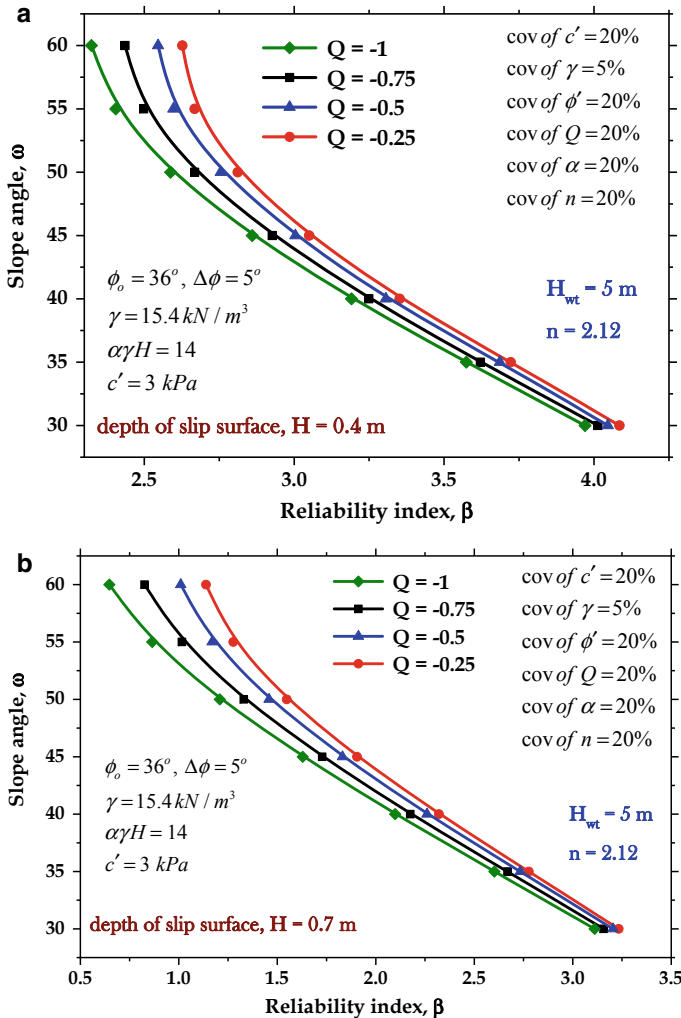 a
60
55
50
45
40
35
30
Slope angle, ω
Q = -1
Q = -0.75
Q = -0.5
Q = -0.25
cov of c′ = 20%
cov of γ = 5%
cov of ϕ′ = 20%
cov of Q = 20%
cov of α = 20%
cov of n = 20%
ϕₒ = 36°, Δϕ = 5°
γ = 15.4 kN / m³
αγH = 14
c′ = 3 kPa
H_wt = 5 m
n = 2.12
depth of slip surface, H = 0.4 m
2.5 3.0 3.5 4.0
Reliability index, β
b
60
55
50
45
40
35
30
Slope angle, ω
Q = -1
Q = -0.75
Q = -0.5
Q = -0.25
cov of c′ = 20%
cov of γ = 5%
cov of ϕ′ = 20%
cov of Q = 20%
cov of α = 20%
cov of n = 20%
ϕₒ = 36°, Δϕ = 5°
γ = 15.4 kN / m³
αγH = 14
c′ = 3 kPa
H_wt = 5 m
n = 2.12
depth of slip surface, H = 0.7 m
0.5 1.0 1.5 2.0 2.5 3.0 3.5
Reliability index, β